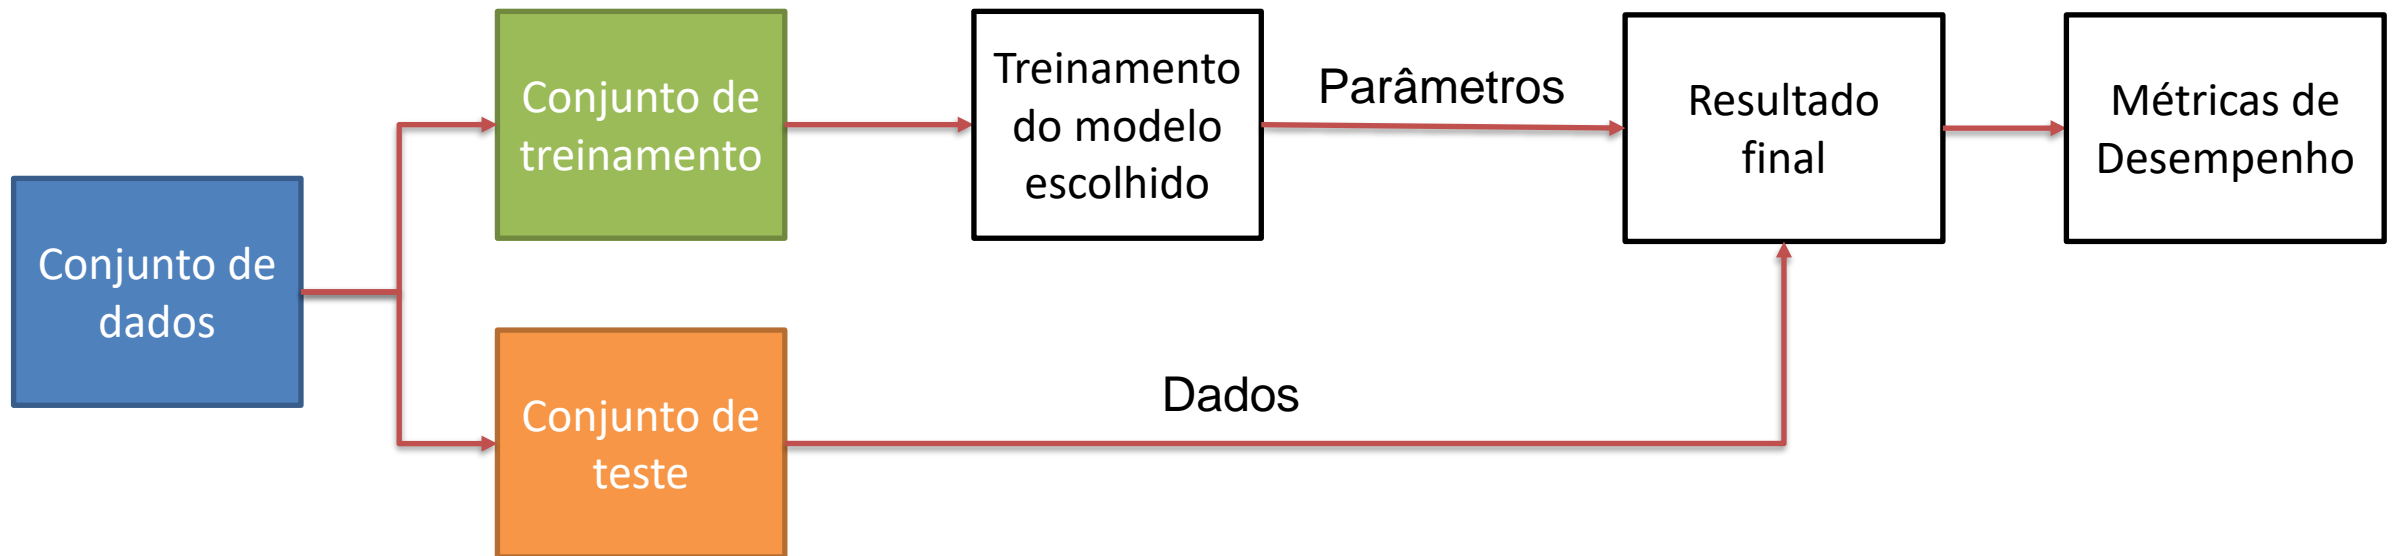 Conjunto de
dados
Conjunto de
treinamento
Conjunto de
teste
Treinamento
do modelo
escolhido
Parâmetros
Dados
Resultado
final
Métricas de
Desempenho